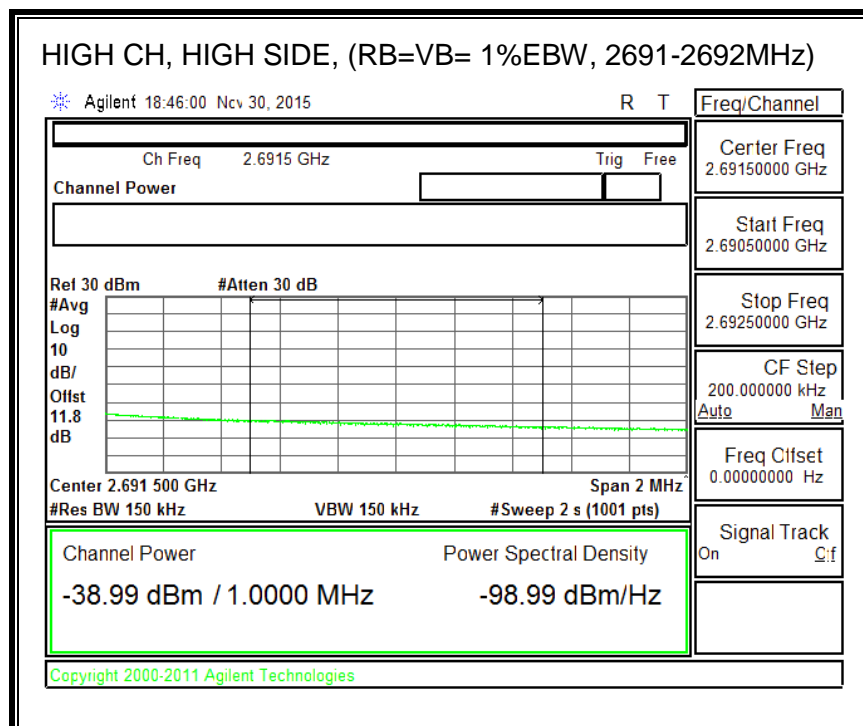 HIGH CH, HIGH SIDE, (RB=VB= 1%EBW, 2691-2692MHz)
Agilent 18:46:00 Nov 30, 2015 R T
Freq/Channel
Ch Freq 2.6915 GHz Trig Free
Channel Power
Center Freq
2.69150000 GHz
Start Freq
2.69050000 GHz
Stop Freq
2.69250000 GHz
CF Step
200.000000 kHz
Auto Man
Freq Offset
0.00000000 Hz
Signal Track
On Off
Ref 30 dBm #Atten 30 dB
#Avg
Log
10
dB/
Offst
11.8
dB
Center 2.691 500 GHz Span 2 MHz
#Res BW 150 kHz VBW 150 kHz #Sweep 2 s (1001 pts)
Channel Power Power Spectral Density
-38.99 dBm / 1.0000 MHz -98.99 dBm/Hz
Copyright 2000-2011 Agilent Technologies